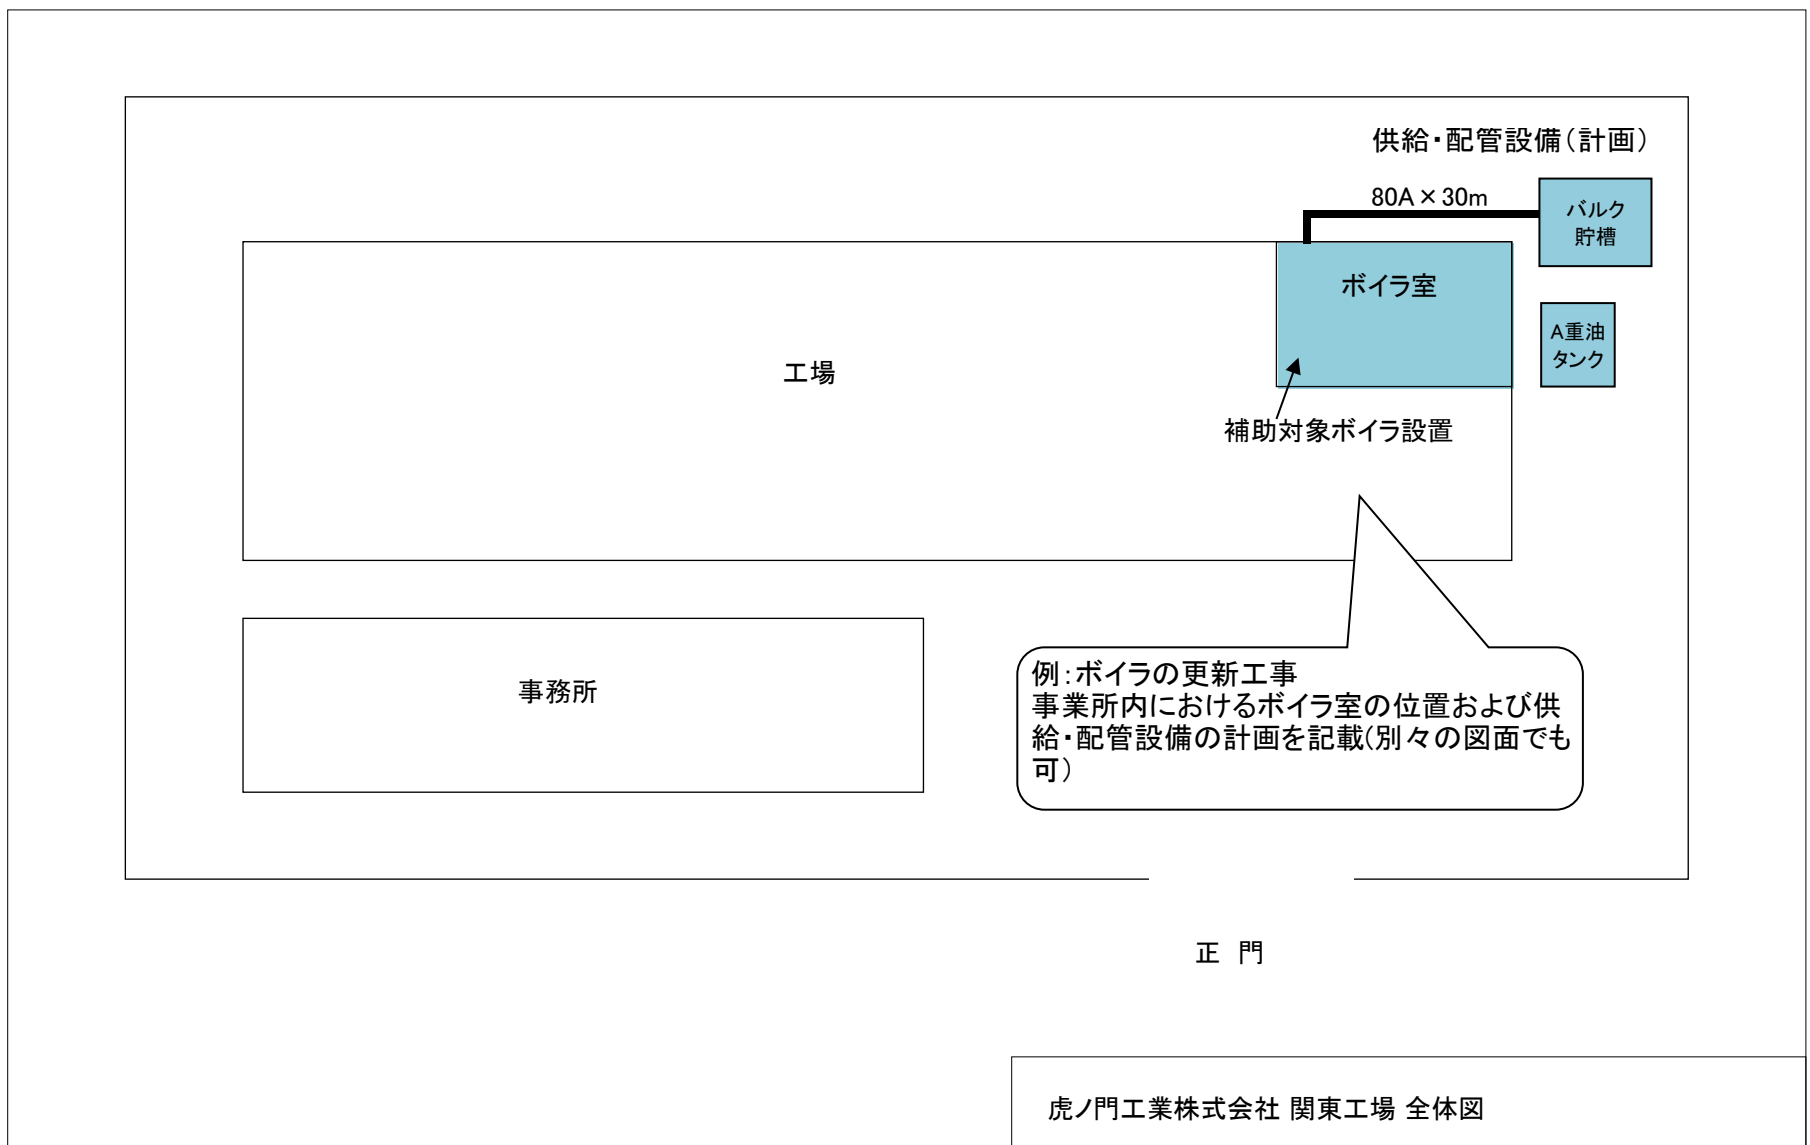 供給・配管設備(計画)
80A×30m
バルク
貯槽
ボイラ室
A重油
タンク
工場
補助対象ボイラ設置
事務所
例:ボイラの更新工事
事業所内におけるボイラ室の位置および供
給・配管設備の計画を記載(別々の図面でも
可)
正 門
虎ノ門工業株式会社 関東工場 全体図